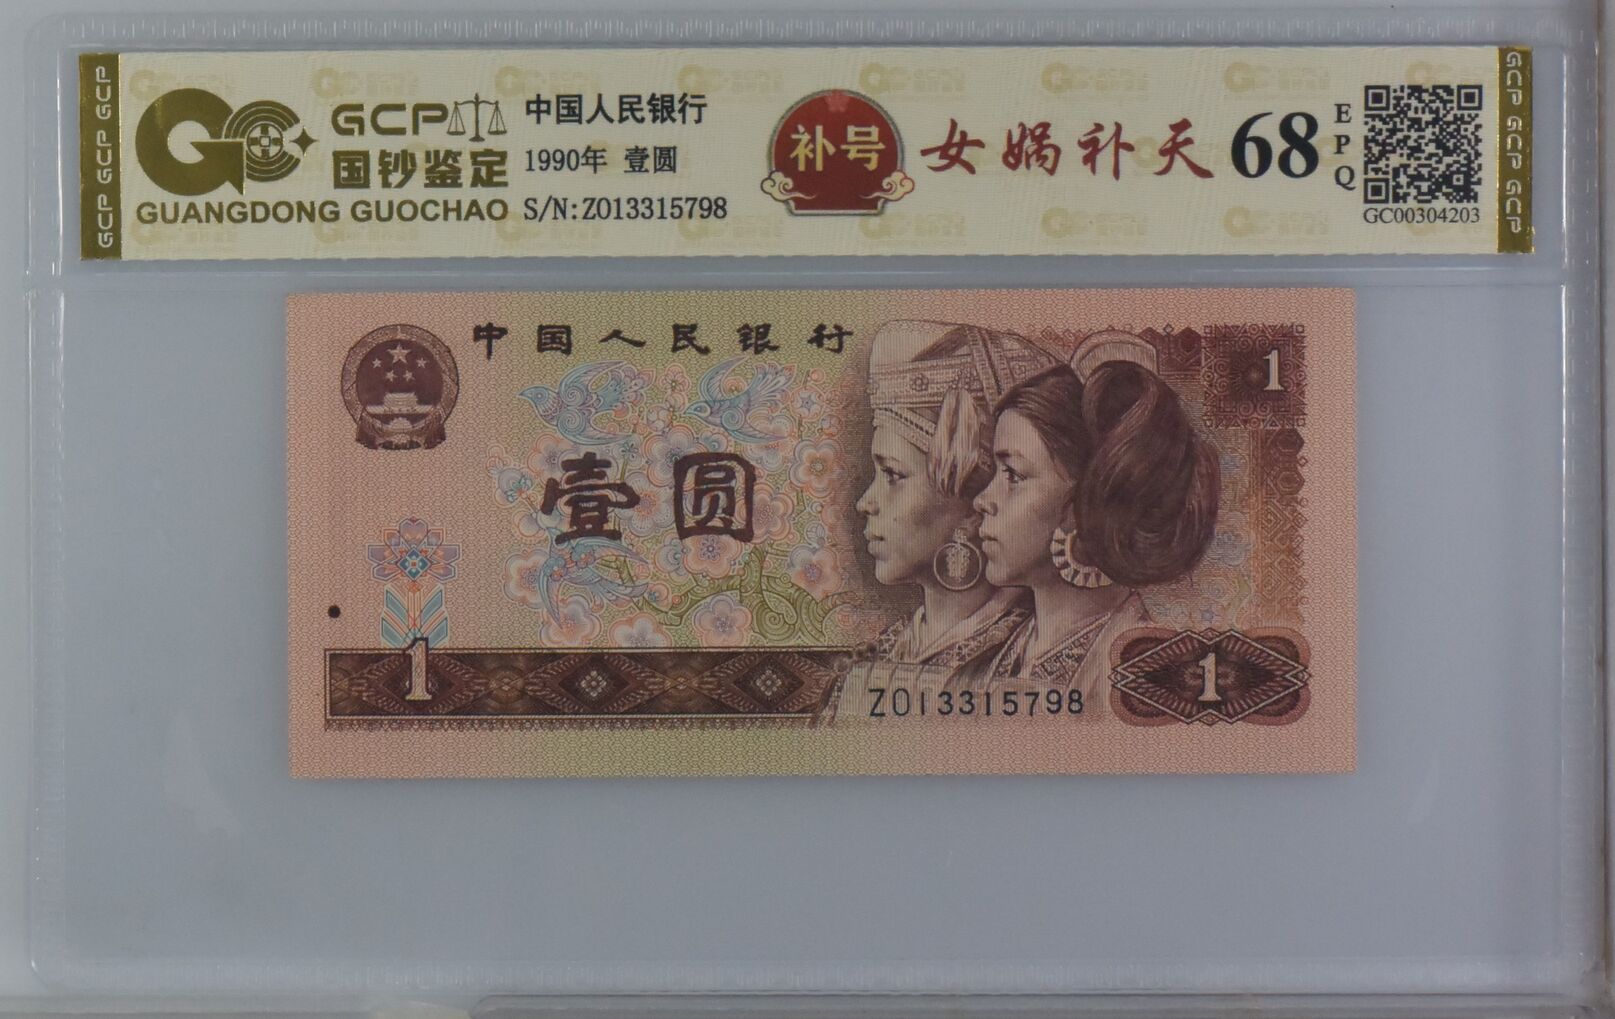 GCP GCP GCP
GCP
国钞鉴定
GUANGDONG GUOCHAO
中国人民银行
1990年 壹圆
S/N:ZO13315798
补号
女娲补天
68
EPQ
GC00304203
GCP GCP GCP
中国人民银行
1
壹圆
1
1
ZO13315798